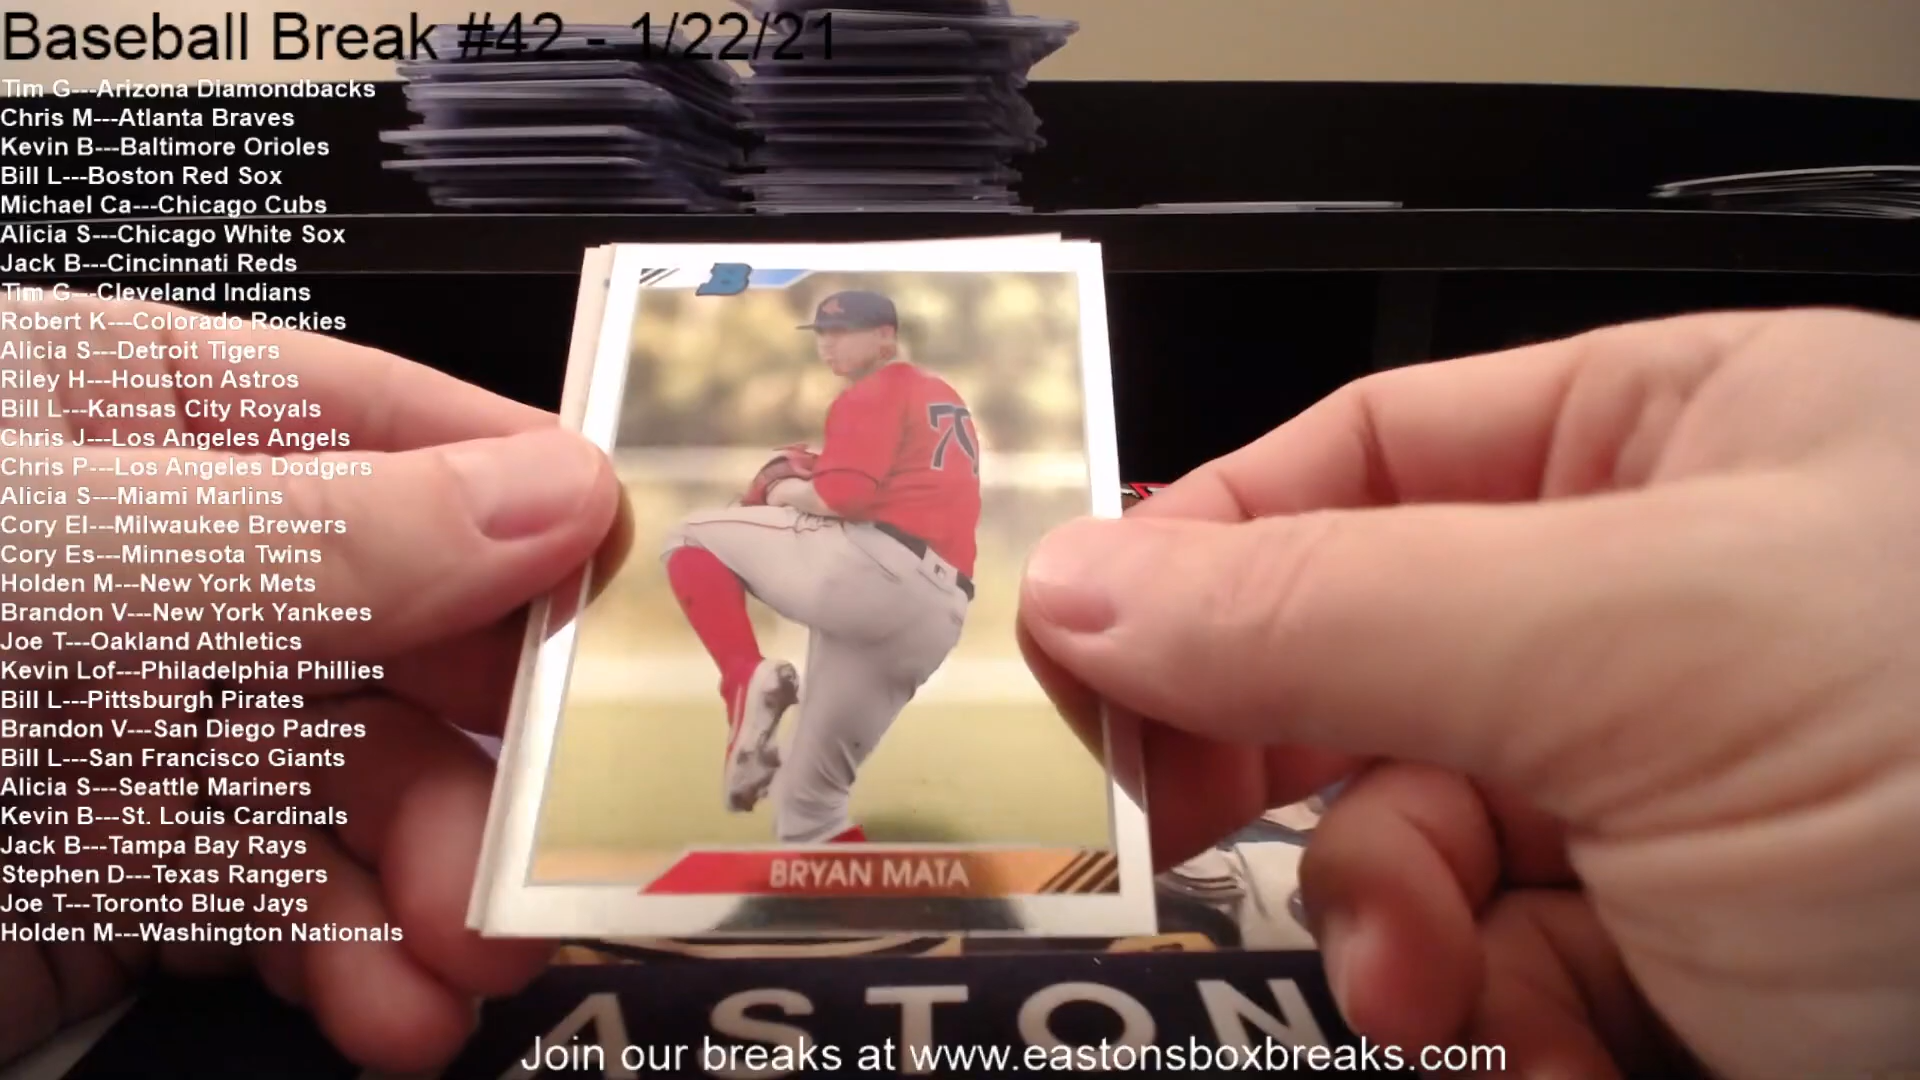 Baseball Break #42 - 1/22/21
Tim G---Arizona Diamondbacks
Chris M---Atlanta Braves
Kevin B---Baltimore Orioles
Bill L---Boston Red Sox
Michael Ca---Chicago Cubs
Alicia S---Chicago White Sox
Jack B---Cincinnati Reds
Tim G---Cleveland Indians
Robert K---Colorado Rockies
Alicia S---Detroit Tigers
Riley H---Houston Astros
Bill L---Kansas City Royals
Chris J---Los Angeles Angels
Chris P---Los Angeles Dodgers
Alicia S---Miami Marlins
Cory El---Milwaukee Brewers
Cory Es---Minnesota Twins
Holden M---New York Mets
Brandon V---New York Yankees
Joe T---Oakland Athletics
Kevin Lof---Philadelphia Phillies
Bill L---Pittsburgh Pirates
Brandon V---San Diego Padres
Bill L---San Francisco Giants
Alicia S---Seattle Mariners
Kevin B---St. Louis Cardinals
Jack B---Tampa Bay Rays
Stephen D---Texas Rangers
Joe T---Toronto Blue Jays
Holden M---Washington Nationals
B
BRYAN MATA
ASTON
Join our breaks at www.eastonsboxbreaks.com